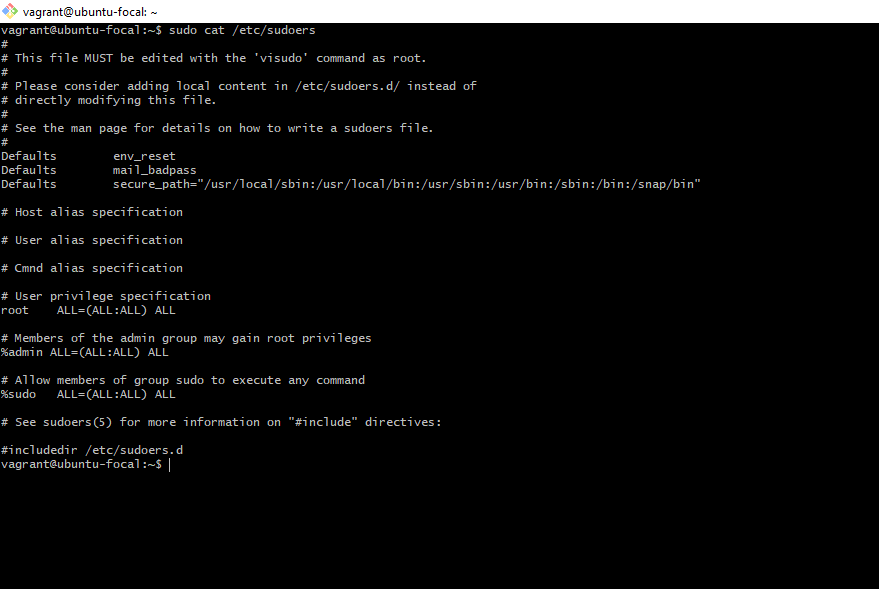 vagrant@ubuntu-focal: ~
vagrant@ubuntu-focal:~$ sudo cat /etc/sudoers
#
# This file MUST be edited with the 'visudo' command as root.
#
# Please consider adding local content in /etc/sudoers.d/ instead of
# directly modifying this file.
#
# See the man page for details on how to write a sudoers file.
#
Defaults        env_reset
Defaults        mail_badpass
Defaults        secure_path="/usr/local/sbin:/usr/local/bin:/usr/sbin:/usr/bin:/sbin:/bin:/snap/bin"
# Host alias specification
# User alias specification
# Cmnd alias specification
# User privilege specification
root    ALL=(ALL:ALL) ALL
# Members of the admin group may gain root privileges
%admin ALL=(ALL:ALL) ALL
# Allow members of group sudo to execute any command
%sudo   ALL=(ALL:ALL) ALL
# See sudoers(5) for more information on "#include" directives:
#includedir /etc/sudoers.d
vagrant@ubuntu-focal:~$